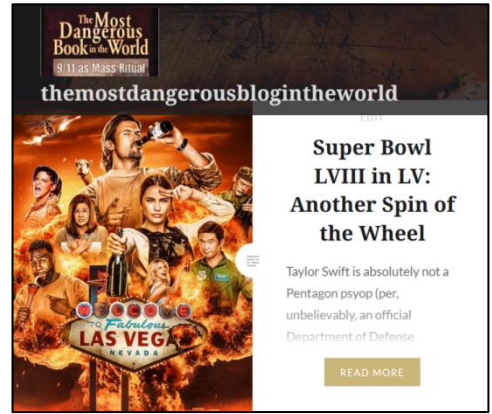 The Most
Dangerous
Book in the World
9/11 as Mass Ritual
themostdangerousblogintheworld
EDIT
Super Bowl
LVIII in LV:
Another Spin of
the Wheel
Taylor Swift is absolutely not a
Pentagon psyop (per,
unbelievably, an official
Department of Defense
READ MORE
WELCOME
TO Fabulous
LAS VEGA
NEVADA